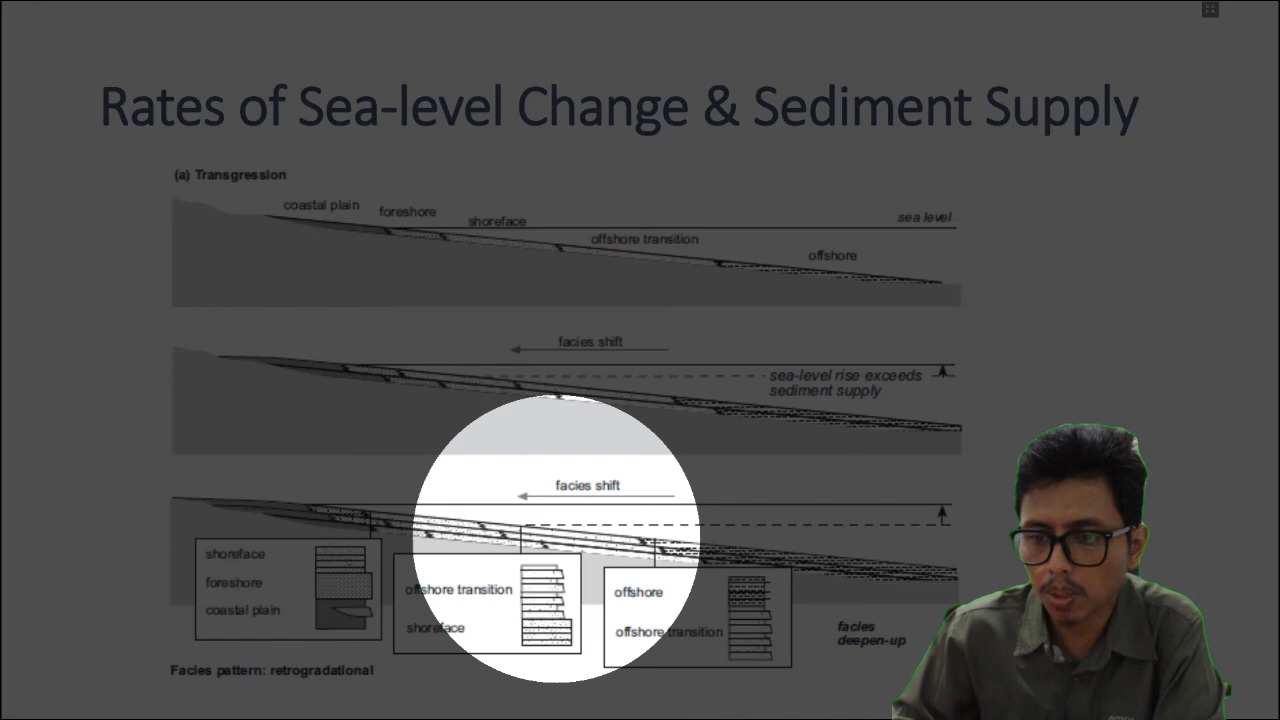 Rates of Sea-level Change & Sediment Supply
(a) Transgression
coastal plain
foreshore
shoreface
offshore transition
offshore
sea level
facies shift
sea-level rise exceeds
sediment supply
facies shift
shoreface
foreshore
coastal plain
offshore transition
shoreface
offshore
offshore transition
facies
deepen-up
Facies pattern: retrogradational